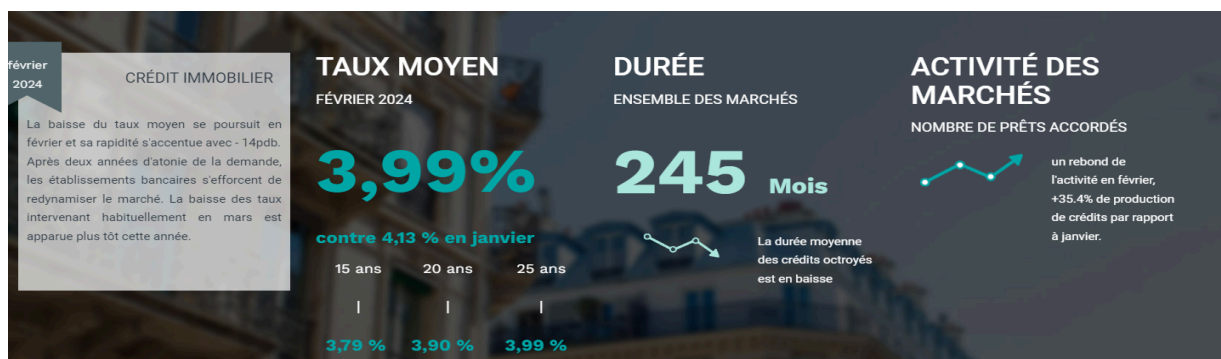 février
2024
CRÉDIT IMMOBILIER
La baisse du taux moyen se poursuit en
février et sa rapidité s'accentue avec - 14pdb.
Après deux années d'atonie de la demande,
les établissements bancaires s'efforcent de
redynamiser le marché. La baisse des taux
intervenant habituellement en mars est
apparue plus tôt cette année.
TAUX MOYEN
FÉVRIER 2024
3,99%
contre 4,13 % en janvier
15 ans 20 ans 25 ans
3,79 % 3,90 % 3,99 %
DURÉE
ENSEMBLE DES MARCHÉS
245 Mois
La durée moyenne
des crédits octroyés
est en baisse
ACTIVITÉ DES
MARCHÉS
NOMBRE DE PRÊTS ACCORDÉS
un rebond de
l'activité en février,
+35.4% de production
de crédits par rapport
à janvier.